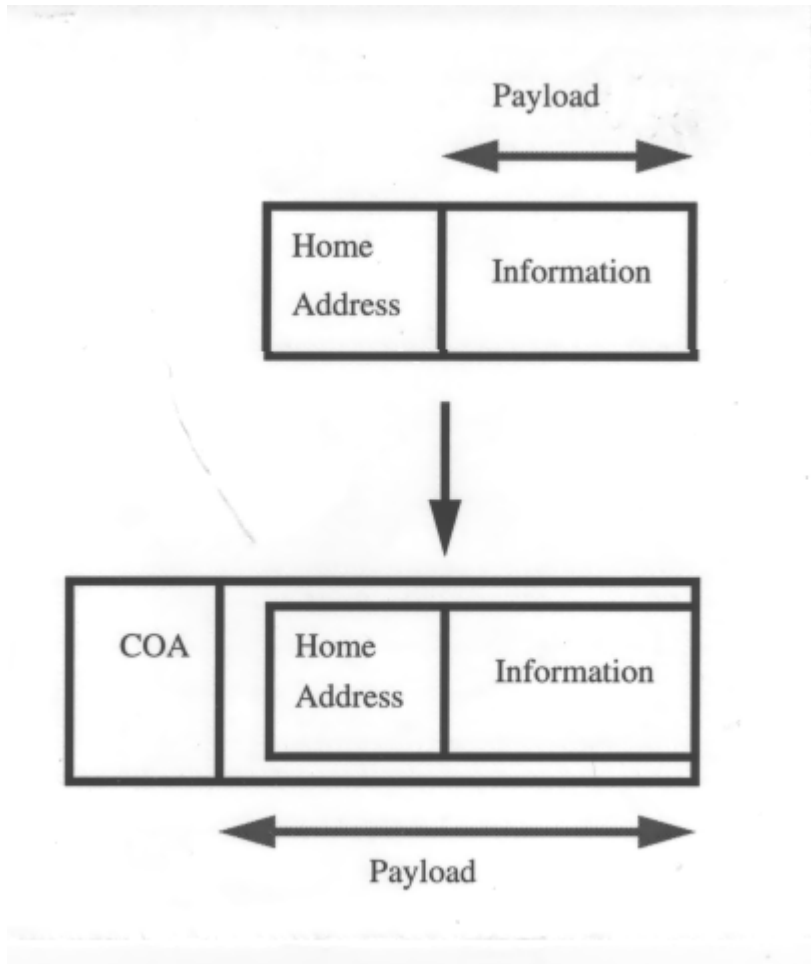 Payload
Home
Address
Information
COA
Home
Address
Information
Payload